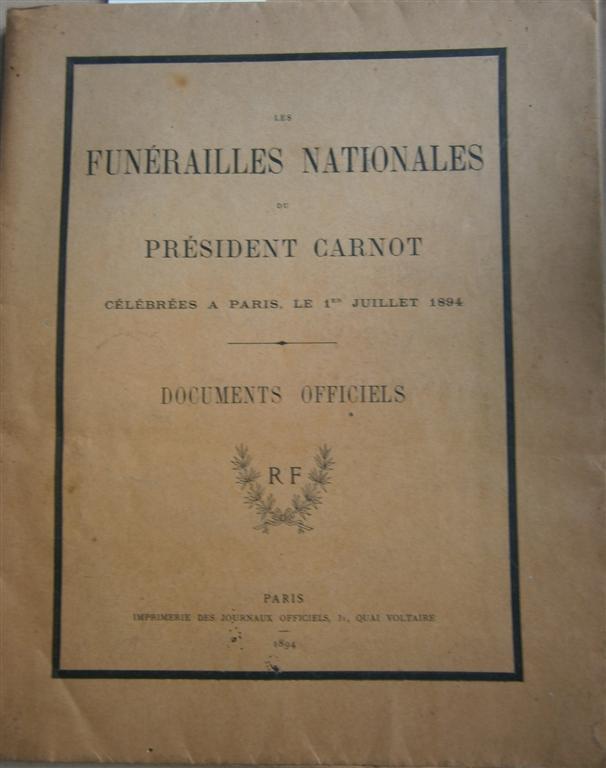 LES
FUNÉRAILLES NATIONALES
DU
PRÉSIDENT CARNOT
CÉLÉBRÉES A PARIS, LE 1ER JUILLET 1894
DOCUMENTS OFFICIELS
R F
PARIS
IMPRIMERIE DES JOURNAUX OFFICIELS, 31, QUAI VOLTAIRE
1894